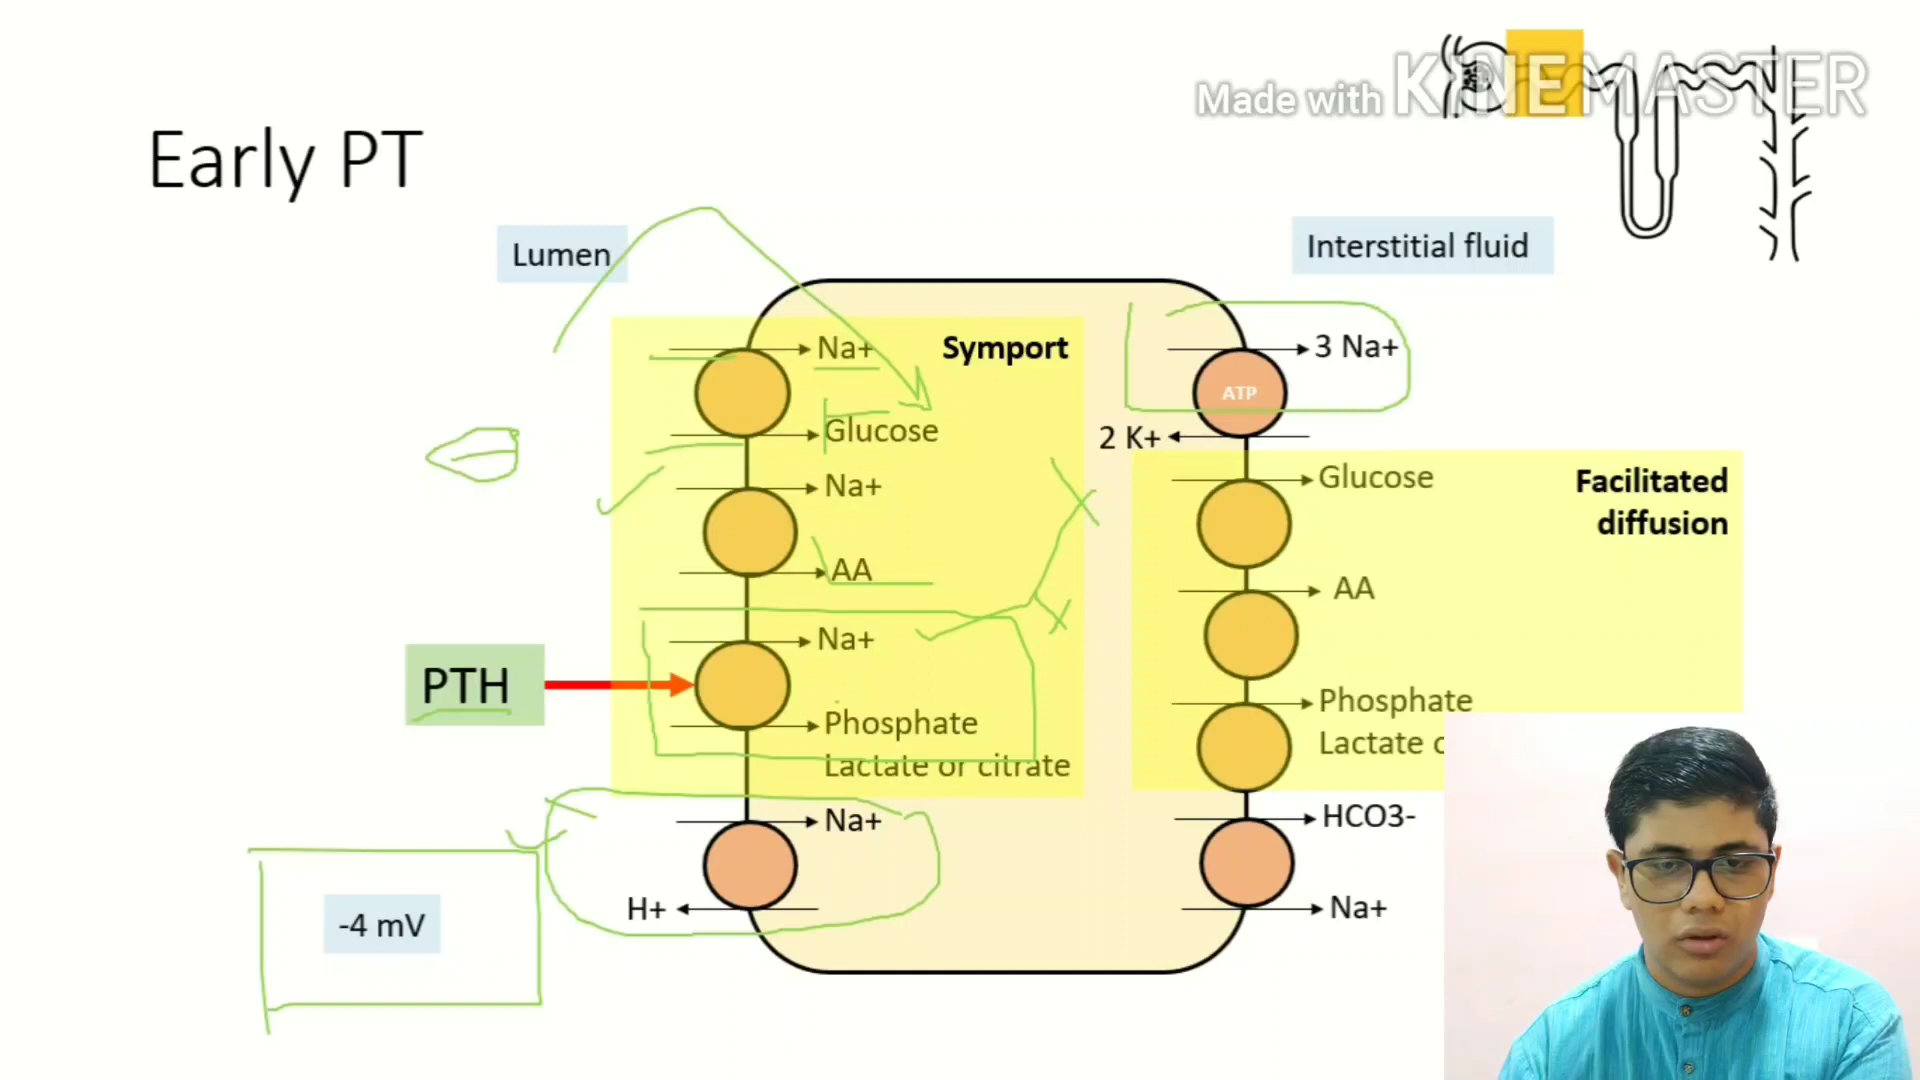 Made with KINEMASTER
Early PT
Lumen
Interstitial fluid
Na+
Symport
3 Na+
ATP
Glucose
2 K+
Na+
Glucose
Facilitated
diffusion
AA
AA
Na+
PTH
Phosphate
Phosphate
Lactate or citrate
Lactate
Na+
HCO3-
H+
Na+
-4 mV